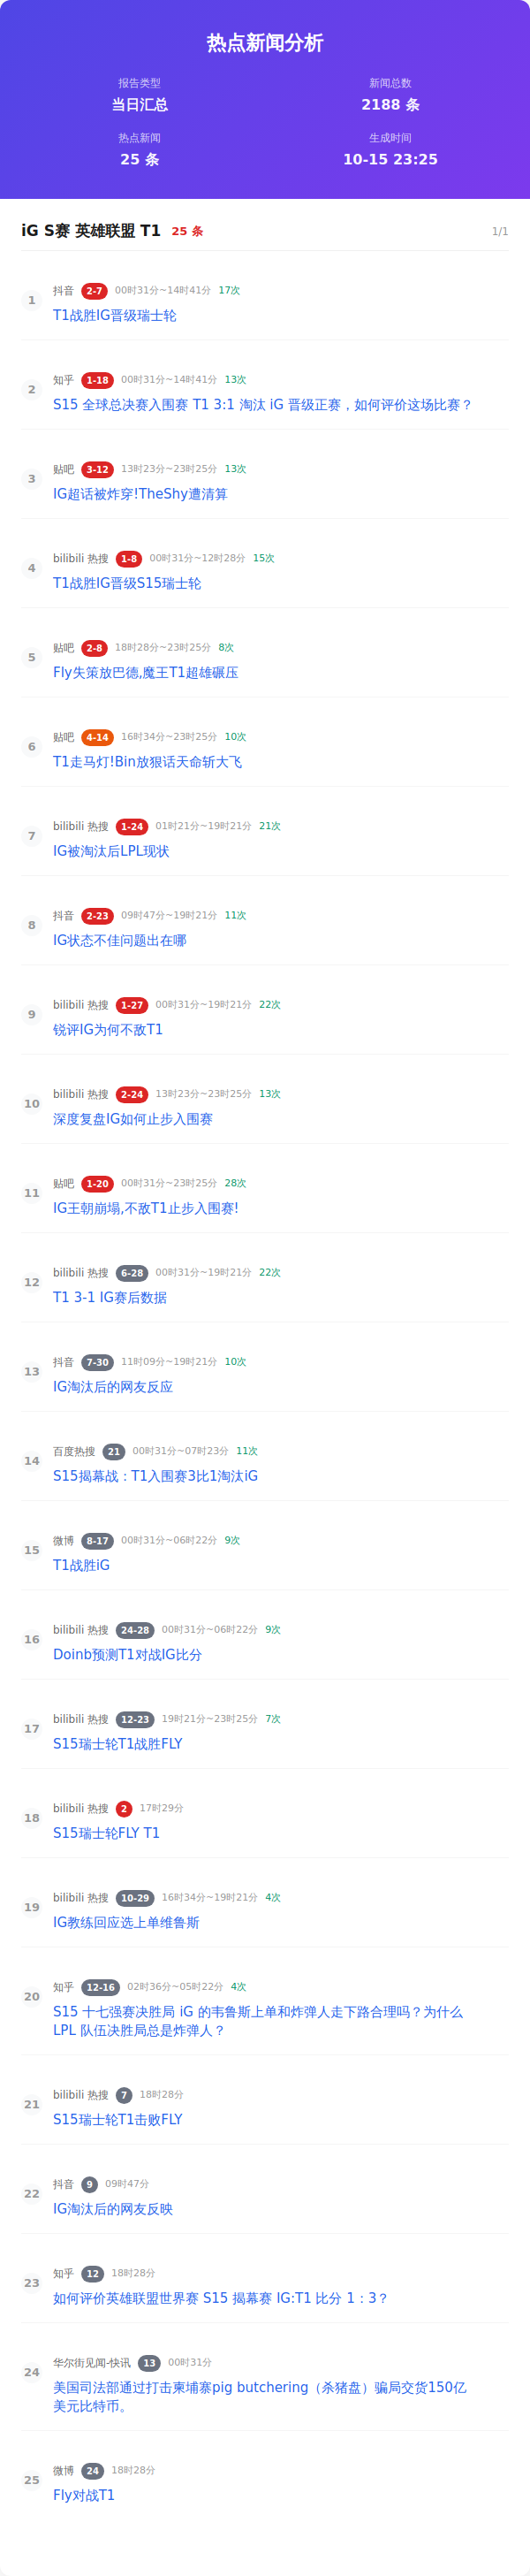 热点新闻分析
报告类型
新闻总数
当日汇总
2188 条
热点新闻
生成时间
25 条
10-15 23:25
iG S赛 英雄联盟 T1 25 条 1/1
1
抖音 2-7 00时31分~14时41分 17次
T1战胜IG晋级瑞士轮
2
知乎 1-18 00时31分~14时41分 13次
S15 全球总决赛入围赛 T1 3:1 淘汰 iG 晋级正赛，如何评价这场比赛？
3
贴吧 3-12 13时23分~23时25分 13次
IG超话被炸穿!TheShy遭清算
4
bilibili 热搜 1-8 00时31分~12时28分 15次
T1战胜IG晋级S15瑞士轮
5
贴吧 2-8 18时28分~23时25分 8次
Fly失策放巴德,魔王T1超雄碾压
6
贴吧 4-14 16时34分~23时25分 10次
T1走马灯!Bin放狠话天命斩大飞
7
bilibili 热搜 1-24 01时21分~19时21分 21次
IG被淘汰后LPL现状
8
抖音 2-23 09时47分~19时21分 11次
IG状态不佳问题出在哪
9
bilibili 热搜 1-27 00时31分~19时21分 22次
锐评IG为何不敌T1
10
bilibili 热搜 2-24 13时23分~23时25分 13次
深度复盘IG如何止步入围赛
11
贴吧 1-20 00时31分~23时25分 28次
IG王朝崩塌,不敌T1止步入围赛!
12
bilibili 热搜 6-28 00时31分~19时21分 22次
T1 3-1 IG赛后数据
13
抖音 7-30 11时09分~19时21分 10次
IG淘汰后的网友反应
14
百度热搜 21 00时31分~07时23分 11次
S15揭幕战：T1入围赛3比1淘汰iG
15
微博 8-17 00时31分~06时22分 9次
T1战胜iG
16
bilibili 热搜 24-28 00时31分~06时22分 9次
Doinb预测T1对战IG比分
17
bilibili 热搜 12-23 19时21分~23时25分 7次
S15瑞士轮T1战胜FLY
18
bilibili 热搜 2 17时29分
S15瑞士轮FLY T1
19
bilibili 热搜 10-29 16时34分~19时21分 4次
IG教练回应选上单维鲁斯
20
知乎 12-16 02时36分~05时22分 4次
S15 十七强赛决胜局 iG 的韦鲁斯上单和炸弹人走下路合理吗？为什么
LPL 队伍决胜局总是炸弹人？
21
bilibili 热搜 7 18时28分
S15瑞士轮T1击败FLY
22
抖音 9 09时47分
IG淘汰后的网友反映
23
知乎 12 18时28分
如何评价英雄联盟世界赛 S15 揭幕赛 IG:T1 比分 1：3？
24
华尔街见闻-快讯 13 00时31分
美国司法部通过打击柬埔寨pig butchering（杀猪盘）骗局交货150亿
美元比特币。
25
微博 24 18时28分
Fly对战T1